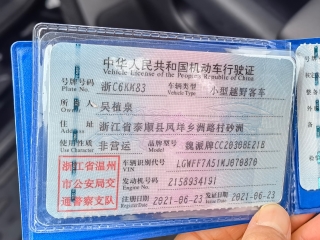 中华人民共和国机动车行驶证
Vehicle License of the People's Republic of China
号牌号码 浙C6KK83 车辆类型 小型越野客车
Plate No. Vehicle Type
所有人 吴植泉
Owner
住址 浙江省泰顺县凤垟乡洲路村砂洲
Address
使用性质 非营运 品牌型号 魏派牌CC2030BE21B
Use Character Model
浙江省温州
市公安局交
通警察支队
车辆识别代号
VIN
发动机号码 Z158934191
Engine No.
注册日期 2021-06-23 发证日期 2021-06-23
Register Date Issue Date